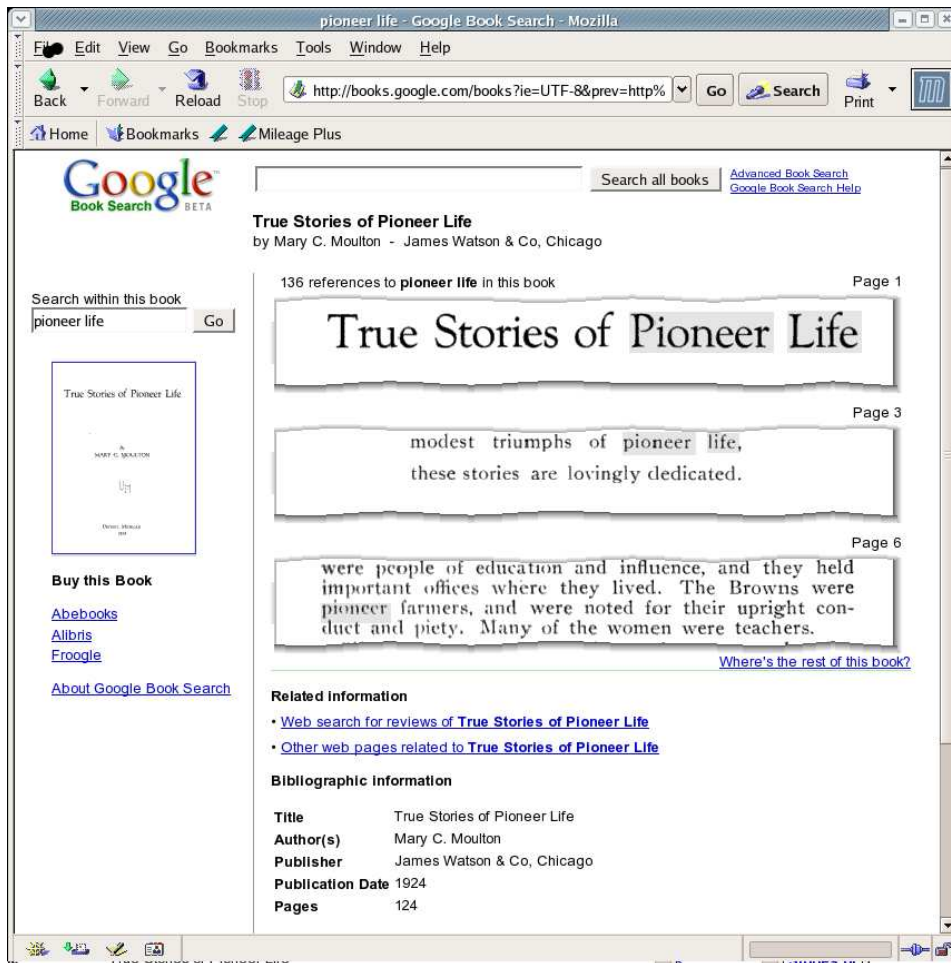 pioneer life - Google Book Search - Mozilla
Edit View Go Bookmarks Tools Window Help
Back Forward Reload Stop http://books.google.com/books?ie=UTF-8&prev=http% Go Search Print
Home Bookmarks Mileage Plus
Google™
Book Search BETA
Search all books
Advanced Book Search
Google Book Search Help
True Stories of Pioneer Life
by Mary C. Moulton - James Watson & Co, Chicago
Search within this book
pioneer life Go
True Stories of Pioneer Life
By
MARY C. MOULTON
Buy this Book
Abebooks
Alibris
Froogle
About Google Book Search
136 references to pioneer life in this book Page 1
True Stories of Pioneer Life
Page 3
modest triumphs of pioneer life,
these stories are lovingly dedicated.
Page 6
were people of education and influence, and they held
important offices where they lived. The Browns were
pioneer farmers, and were noted for their upright con-
duct and piety. Many of the women were teachers.
Where's the rest of this book?
Related information
• Web search for reviews of True Stories of Pioneer Life
• Other web pages related to True Stories of Pioneer Life
Bibliographic information
Title True Stories of Pioneer Life
Author(s) Mary C. Moulton
Publisher James Watson & Co, Chicago
Publication Date 1924
Pages 124